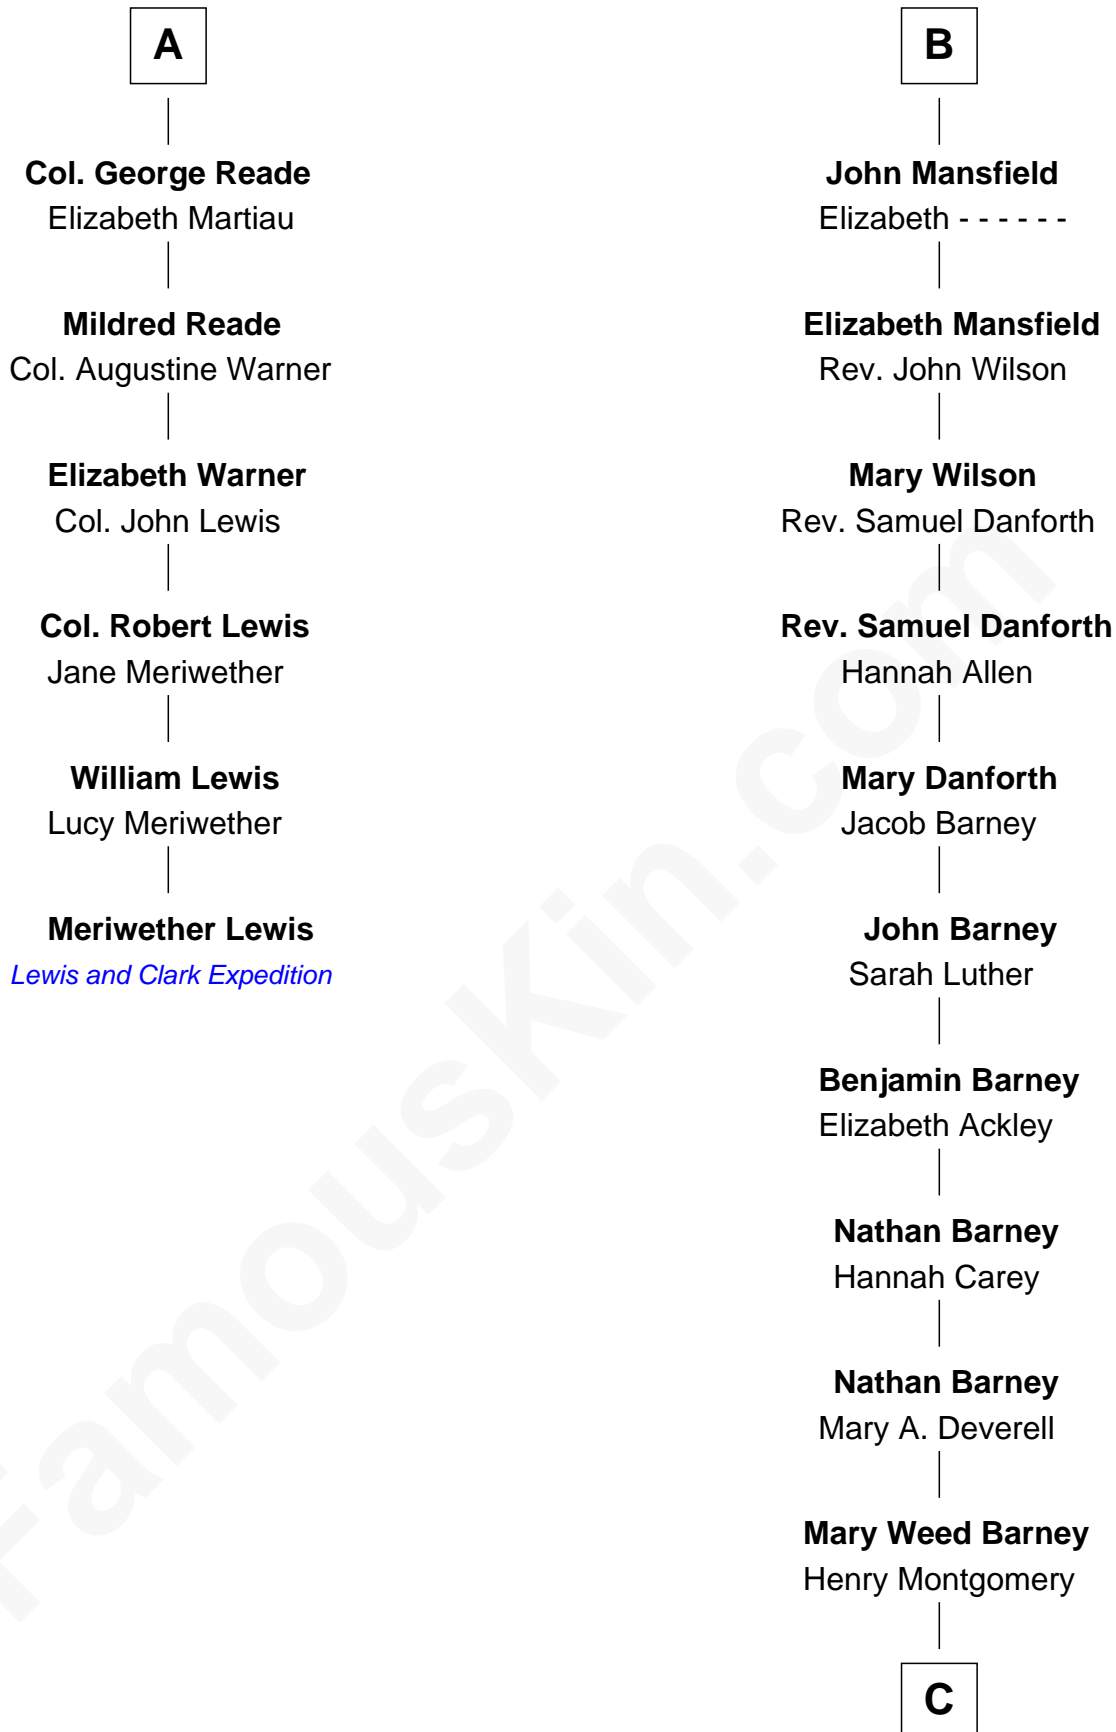 A
Col. George Reade
Elizabeth Martiau
Mildred Reade
Col. Augustine Warner
Elizabeth Warner
Col. John Lewis
Col. Robert Lewis
Jane Meriwether
William Lewis
Lucy Meriwether
Meriwether Lewis
Lewis and Clark Expedition
B
John Mansfield
Elizabeth - - - - - -
Elizabeth Mansfield
Rev. John Wilson
Mary Wilson
Rev. Samuel Danforth
Rev. Samuel Danforth
Hannah Allen
Mary Danforth
Jacob Barney
John Barney
Sarah Luther
Benjamin Barney
Elizabeth Ackley
Nathan Barney
Hannah Carey
Nathan Barney
Mary A. Deverell
Mary Weed Barney
Henry Montgomery
C
FamousKin.com